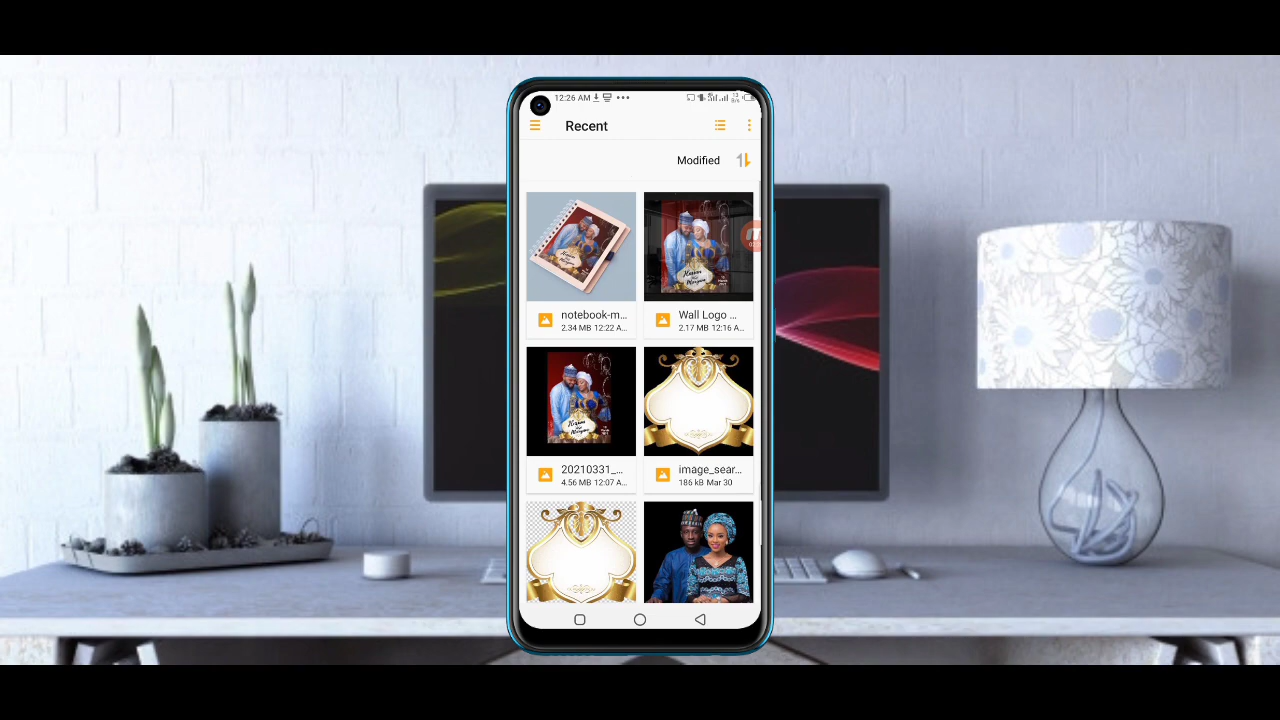 12:26 AM
Recent
Modified
notebook-m...
2.34 MB 12:22 A...
Wall Logo ...
2.17 MB 12:16 A...
20210331_...
4.56 MB 12:07 A...
image_sear...
186 kB Mar 30